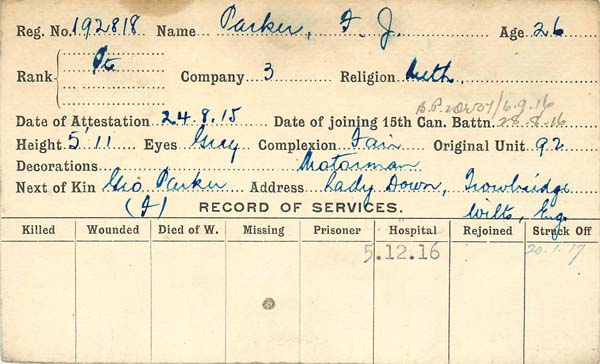 Reg. No. 192818 Name Parker, F. J. Age 26
Rank Pte Company 3 Religion Meth.
6.9.16
Date of Attestation 24.8.15 Date of joining 15th Can. Battn. 28.8.16
Height 5'11 Eyes Grey Complexion Fair Original Unit 92
Decorations Motorman
Next of Kin Geo Parker Address Lady Down, Trowbridge
(F) RECORD OF SERVICES. Wilts, Eng.
Killed Wounded Died of W. Missing Prisoner Hospital Rejoined Struck Off
5.12.16 20.1.17